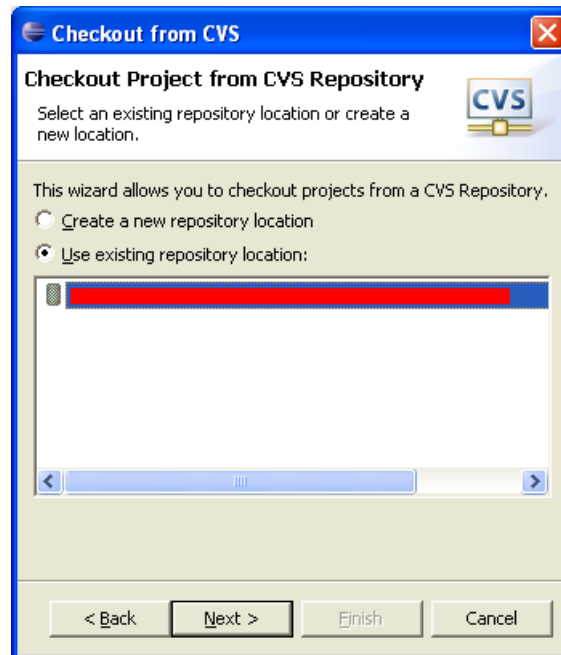 Checkout from CVS
Checkout Project from CVS Repository
Select an existing repository location or create a
new location.
CVS
This wizard allows you to checkout projects from a CVS Repository.
Create a new repository location
Use existing repository location:
< Back
Next >
Finish
Cancel